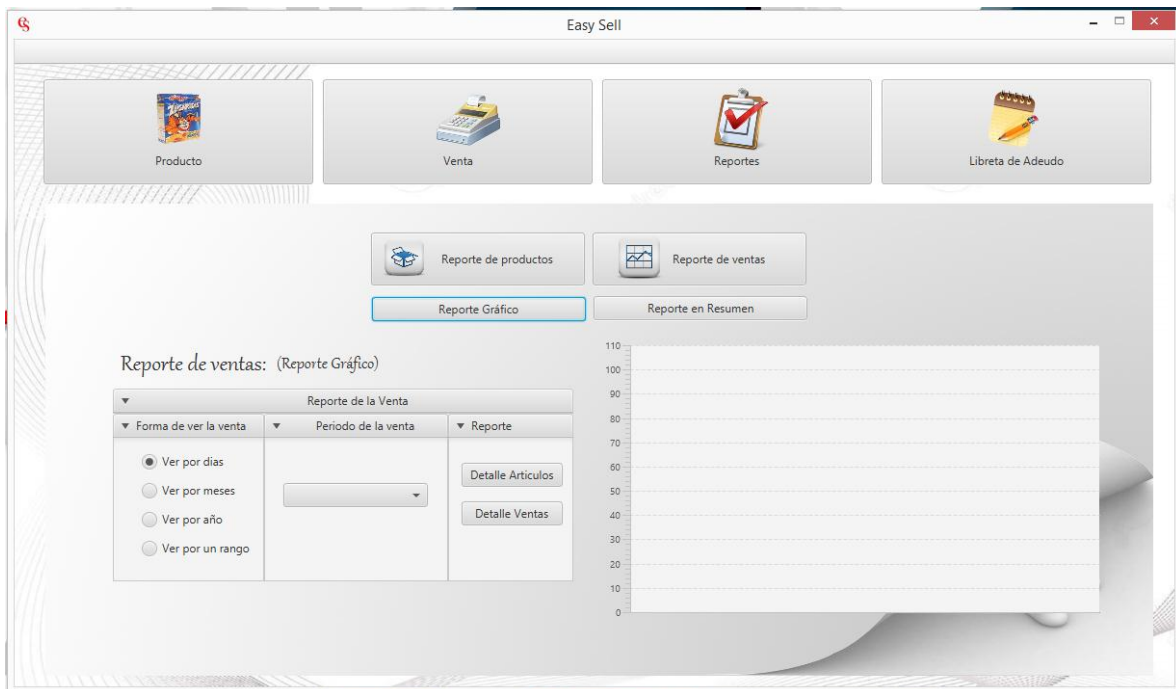 Easy Sell
Producto
Venta
Reportes
Libreta de Adeudo
Reporte de productos
Reporte de ventas
Reporte Gráfico
Reporte en Resumen
Reporte de ventas: (Reporte Gráfico)
Reporte de la Venta
Forma de ver la venta
Periodo de la venta
Reporte
Ver por dias
Ver por meses
Ver por año
Ver por un rango
Detalle Articulos
Detalle Ventas
110
100
90
80
70
60
50
40
30
20
10
0